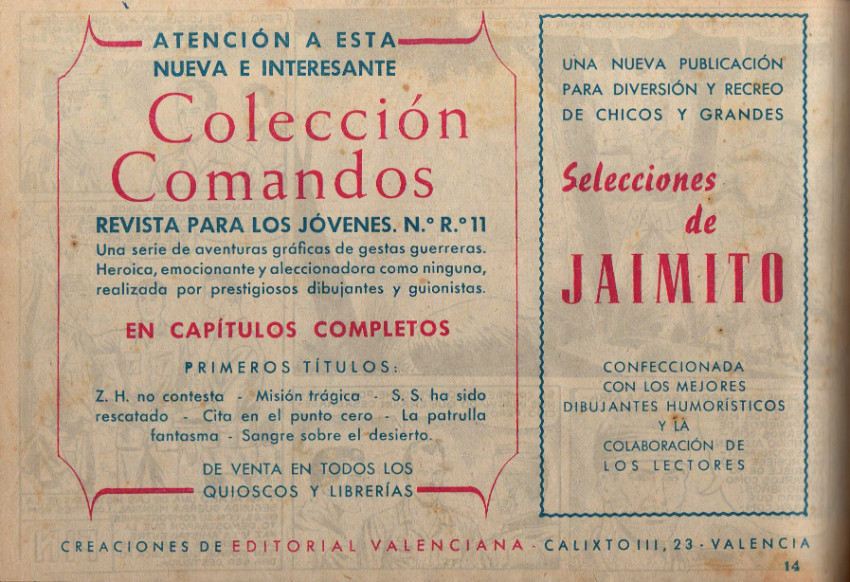 ATENCIÓN A ESTA
NUEVA E INTERESANTE
Colección
Comandos
REVISTA PARA LOS JÓVENES. N.º R.º 11
Una serie de aventuras gráficas de gestas guerreras.
Heroica, emocionante y aleccionadora como ninguna,
realizada por prestigiosos dibujantes y guionistas.
EN CAPÍTULOS COMPLETOS
PRIMEROS TÍTULOS:
Z. H. no contesta - Misión trágica - S. S. ha sido
rescatado - Cita en el punto cero - La patrulla
fantasma - Sangre sobre el desierto.
DE VENTA EN TODOS LOS
QUIOSCOS Y LIBRERÍAS
UNA NUEVA PUBLICACIÓN
PARA DIVERSIÓN Y RECREO
DE CHICOS Y GRANDES
Selecciones
de
JAIMITO
CONFECCIONADA
CON LOS MEJORES
DIBUJANTES HUMORÍSTICOS
Y LA
COLABORACIÓN DE
LOS LECTORES
CREACIONES DE EDITORIAL VALENCIANA - CALIXTO III, 23 - VALENCIA
14